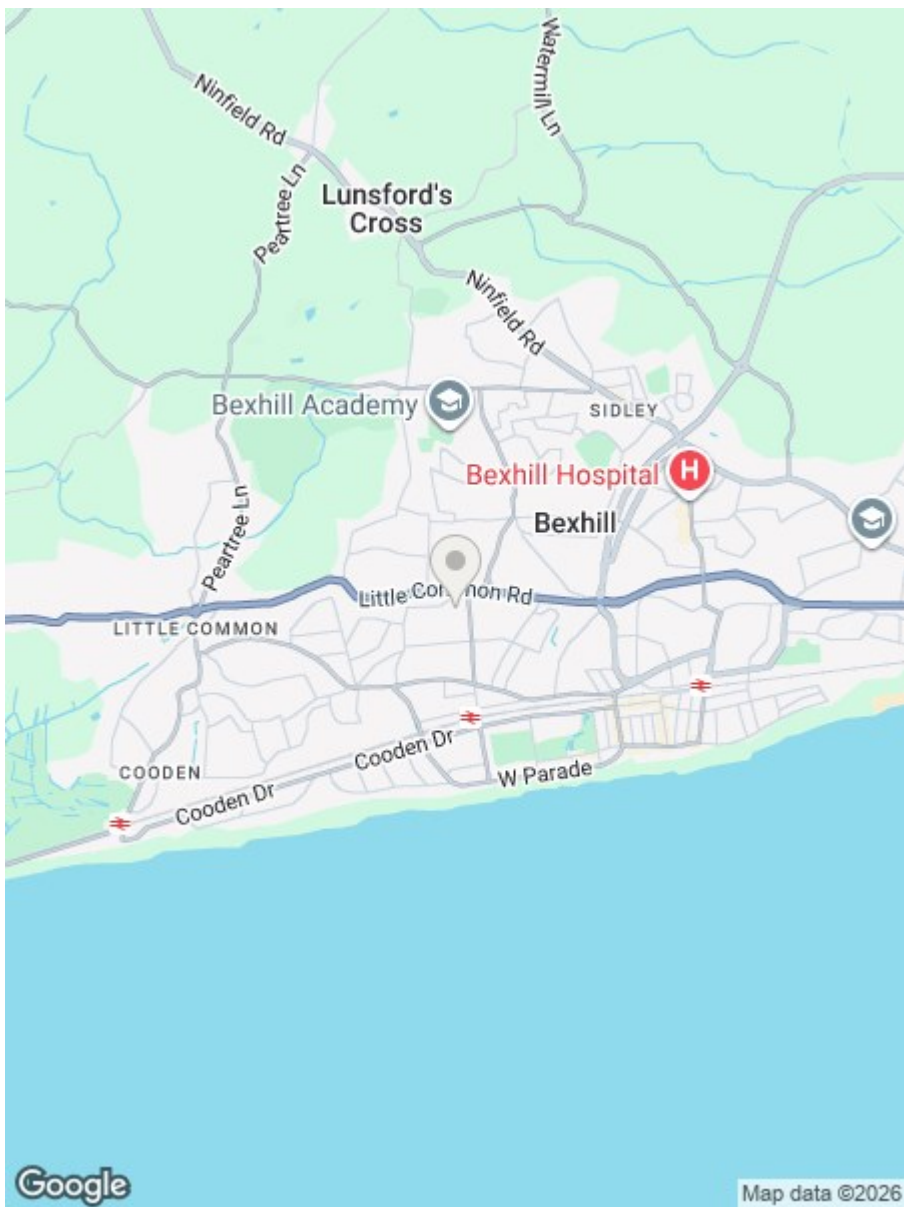 Watermill Ln
Ninfield Rd
Peartree Ln
Lunsford's
Cross
Ninfield Rd
Bexhill Academy
SIDLEY
Bexhill Hospital
H
Bexhill
Peartree Ln
Little Common Rd
LITTLE COMMON
Cooden Dr
COODEN
W Parade
Cooden Dr
Google
Map data ©2026